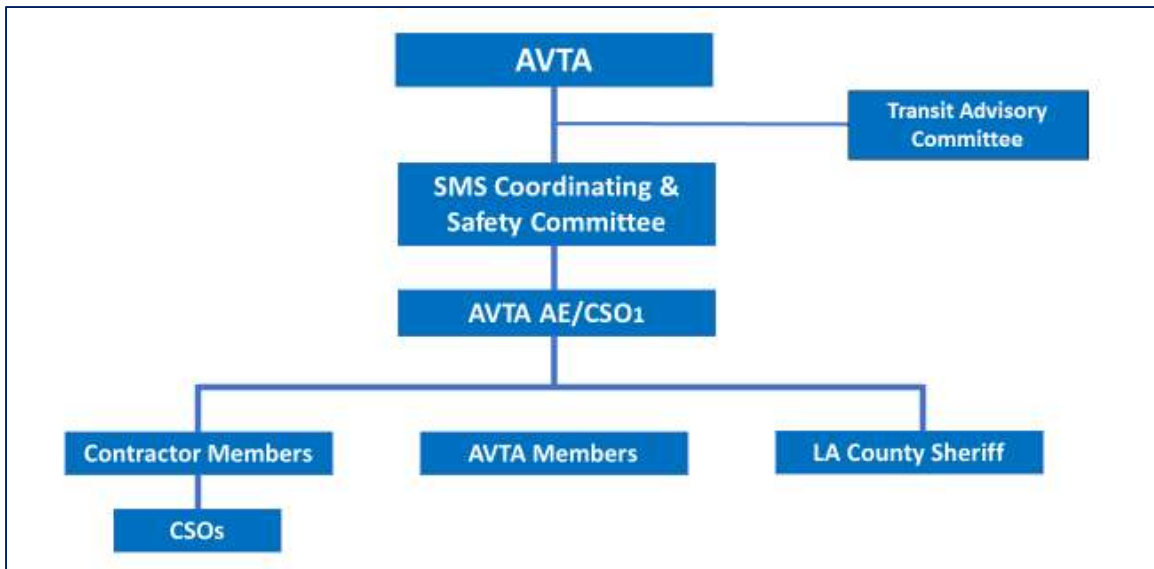 AVTA
Transit Advisory
Committee
SMS Coordinating &
Safety Committee
AVTA AE/CSO1
Contractor Members
AVTA Members
LA County Sheriff
CSOs